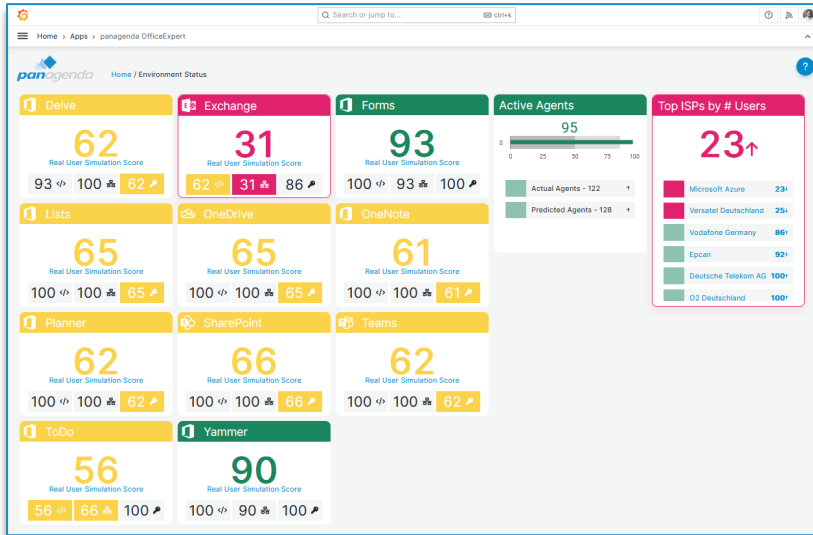 Search or jump to...
ctrl+k
Home › Apps › panagenda OfficeExpert
panagenda
Home / Environment Status
Delve
62
Real User Simulation Score
93
100
62
Exchange
31
Real User Simulation Score
62
31
86
Forms
93
Real User Simulation Score
100
93
100
Active Agents
95
0
0 25 50 75 100
Actual Agents - 122
Predicted Agents - 128
Top ISPs by # Users
23↑
Microsoft Azure 23↓
Versatel Deutschland 25↓
Vodafone Germany 86↑
Epcan 92↓
Deutsche Telekom AG 100↑
O2 Deutschland 100↑
Lists
65
Real User Simulation Score
100
100
65
OneDrive
65
Real User Simulation Score
100
100
65
OneNote
61
Real User Simulation Score
100
100
61
Planner
62
Real User Simulation Score
100
100
62
SharePoint
66
Real User Simulation Score
100
100
66
Teams
62
Real User Simulation Score
100
100
62
ToDo
56
Real User Simulation Score
56
66
100
Yammer
90
Real User Simulation Score
100
90
100